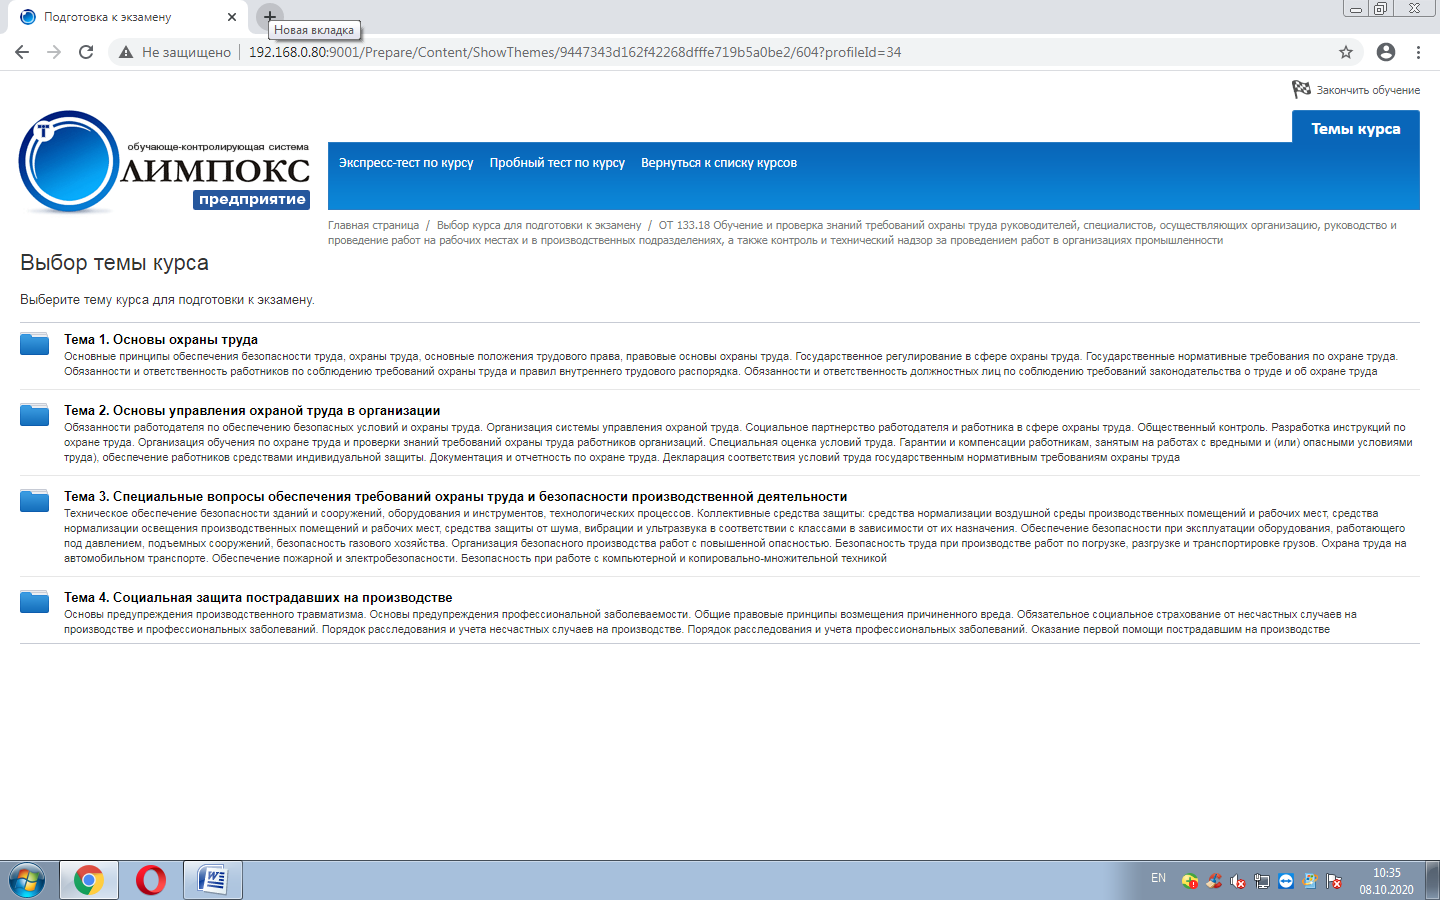 Подготовка к экзамену
Новая вкладка
Не защищено
192.168.0.80:9001/Prepare/Content/ShowThemes/9447343d162f42268dfffe719b5a0be2/604?profileId=34
Закончить обучение
обучающе-контролирующая система
ЛИМПОКС
предприятие
Темы курса
Экспресс-тест по курсу Пробный тест по курсу Вернуться к списку курсов
Главная страница / Выбор курса для подготовки к экзамену / ОТ 133.18 Обучение и проверка знаний требований охраны труда руководителей, специалистов, осуществляющих организацию, руководство и
проведение работ на рабочих местах и в производственных подразделениях, а также контроль и технический надзор за проведением работ в организациях промышленности
Выбор темы курса
Выберите тему курса для подготовки к экзамену.
Тема 1. Основы охраны труда
Основные принципы обеспечения безопасности труда, охраны труда, основные положения трудового права, правовые основы охраны труда. Государственное регулирование в сфере охраны труда. Государственные нормативные требования по охране труда.
Обязанности и ответственность работников по соблюдению требований охраны труда и правил внутреннего трудового распорядка. Обязанности и ответственность должностных лиц по соблюдению требований законодательства о труде и об охране труда
Тема 2. Основы управления охраной труда в организации
Обязанности работодателя по обеспечению безопасных условий и охраны труда. Организация системы управления охраной труда. Социальное партнерство работодателя и работника в сфере охраны труда. Общественный контроль. Разработка инструкций по
охране труда. Организация обучения по охране труда и проверки знаний требований охраны труда работников организаций. Специальная оценка условий труда. Гарантии и компенсации работникам, занятым на работах с вредными и (или) опасными условиями
труда), обеспечение работников средствами индивидуальной защиты. Документация и отчетность по охране труда. Декларация соответствия условий труда государственным нормативным требованиям охраны труда
Тема 3. Специальные вопросы обеспечения требований охраны труда и безопасности производственной деятельности
Техническое обеспечение безопасности зданий и сооружений, оборудования и инструментов, технологических процессов. Коллективные средства защиты: средства нормализации воздушной среды производственных помещений и рабочих мест, средства
нормализации освещения производственных помещений и рабочих мест, средства защиты от шума, вибрации и ультразвука в соответствии с классами в зависимости от их назначения. Обеспечение безопасности при эксплуатации оборудования, работающего
под давлением, подъемных сооружений, безопасность газового хозяйства. Организация безопасного производства работ с повышенной опасностью. Безопасность труда при производстве работ по погрузке, разгрузке и транспортировке грузов. Охрана труда на
автомобильном транспорте. Обеспечение пожарной и электробезопасности. Безопасность при работе с компьютерной и копировально-множительной техникой
Тема 4. Социальная защита пострадавших на производстве
Основы предупреждения производственного травматизма. Основы предупреждения профессиональной заболеваемости. Общие правовые принципы возмещения причиненного вреда. Обязательное социальное страхование от несчастных случаев на
производстве и профессиональных заболеваний. Порядок расследования и учета несчастных случаев на производстве. Порядок расследования и учета профессиональных заболеваний. Оказание первой помощи пострадавшим на производстве
EN
10:35
08.10.2020